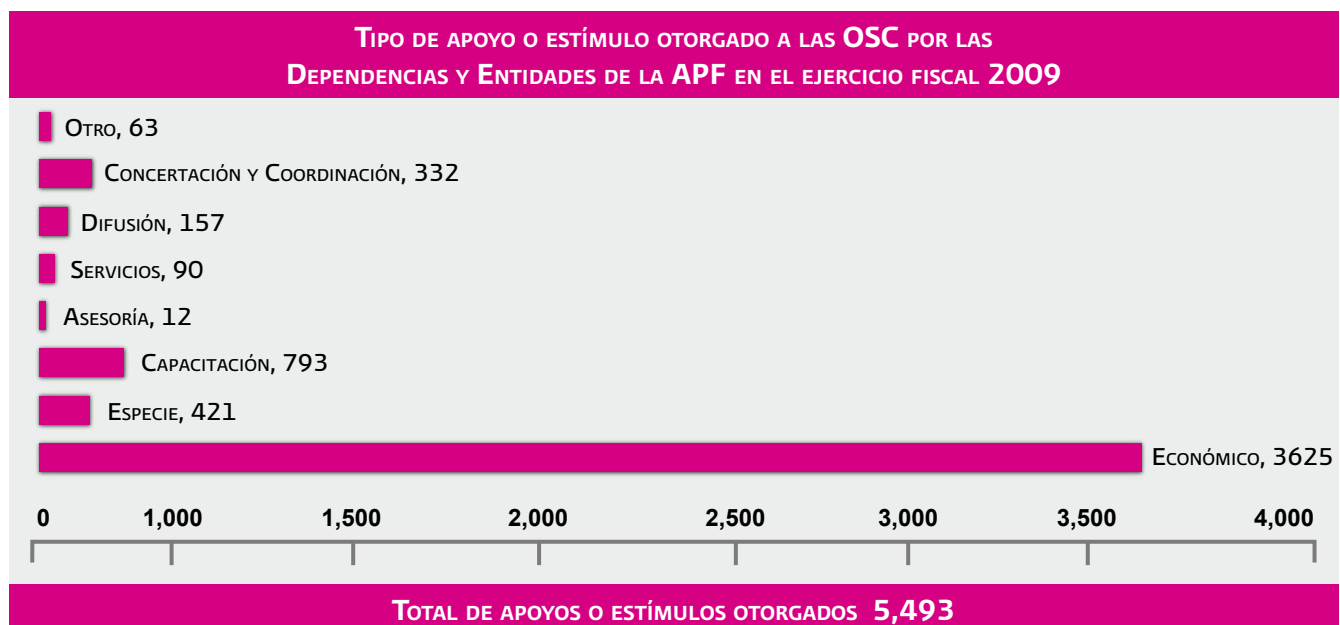 TIPO DE APOYO O ESTÍMULO OTORGADO A LAS OSC POR LAS
DEPENDENCIAS Y ENTIDADES DE LA APF EN EL EJERCICIO FISCAL 2009
OTRO, 63
CONCERTACIÓN Y COORDINACIÓN, 332
DIFUSIÓN, 157
SERVICIOS, 90
ASESORÍA, 12
CAPACITACIÓN, 793
ESPECIE, 421
ECONÓMICO, 3625
0 1,000 1,500 2,000 2,500 3,000 3,500 4,000
TOTAL DE APOYOS O ESTÍMULOS OTORGADOS 5,493